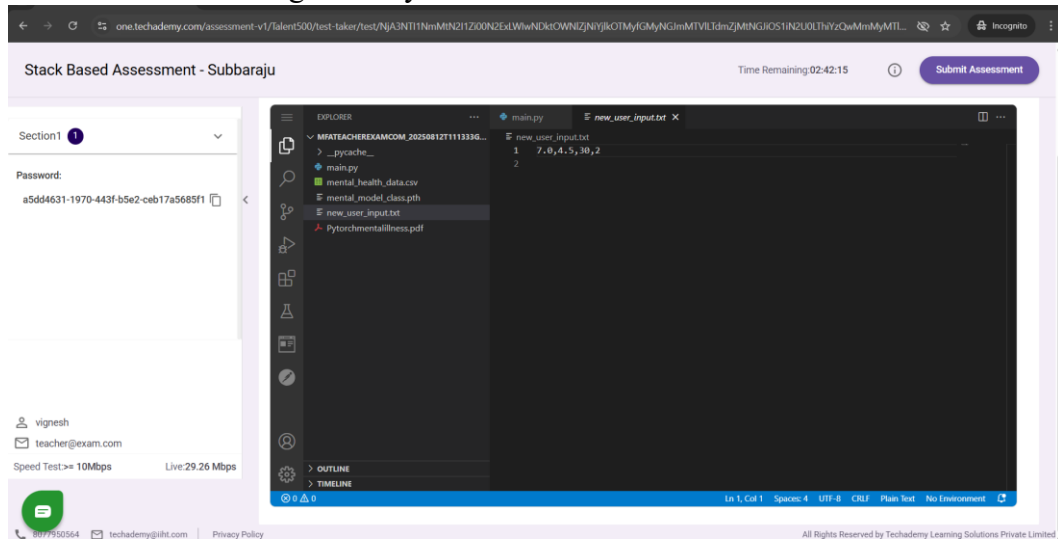 one.techademy.com/assessment-v1/Talent500/test-taker/test/
Incognito
Stack Based Assessment - Subbaraju
Time Remaining:02:42:15
Submit Assessment
Section1 1
Password:
a5dd4631-1970-443f-b5e2-ceb17a5685f1
vignesh
teacher@exam.com
Speed Test:>= 10Mbps
Live:29.26 Mbps
EXPLORER
MFATEACHEREXAMCOM_20250812T111333G...
__pycache__
main.py
mental_health_data.csv
mental_model_class.pth
new_user_input.txt
Pytorchmentalillness.pdf
OUTLINE
TIMELINE
main.py
new_user_input.txt
new_user_input.txt
1 7.0,4.5,30,2
2
0 0
Ln 1, Col 1 Spaces: 4 UTF-8 CRLF Plain Text No Environment
techademy@iiht.com
Privacy Policy
All Rights Reserved by Techademy Learning Solutions Private Limited